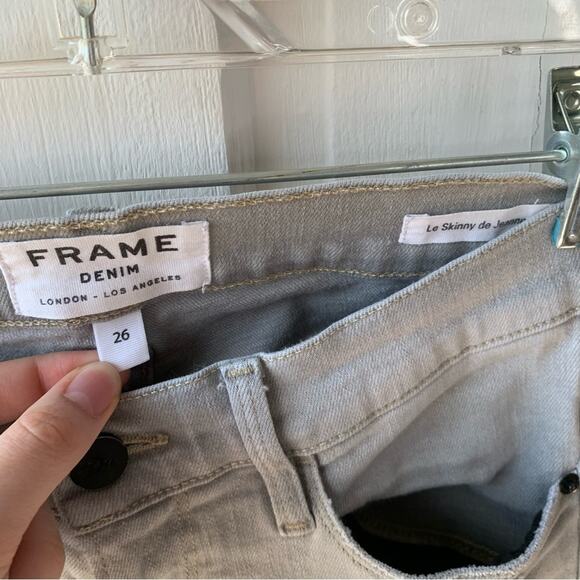 FRAME
DENIM
LONDON - LOS ANGELES
26
Le Skinny de Jeanne